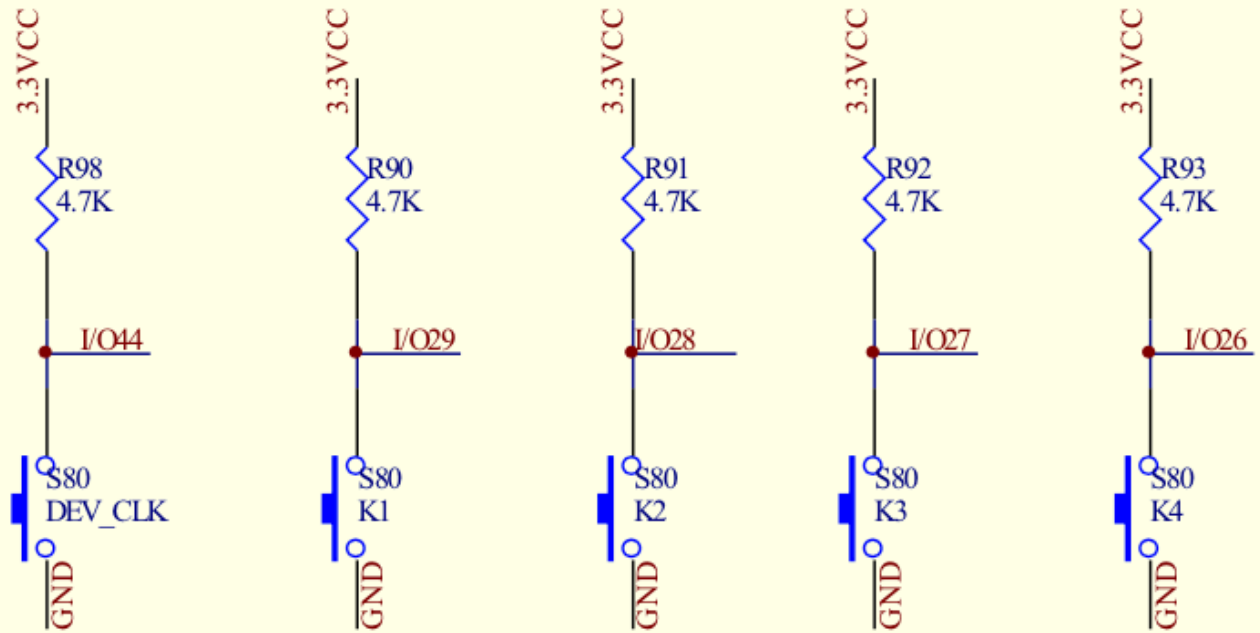 3.3VCC
R98
4.7K
I/O44
S80
DEV_CLK
GND
3.3VCC
R90
4.7K
I/O29
S80
K1
GND
3.3VCC
R91
4.7K
I/O28
S80
K2
GND
3.3VCC
R92
4.7K
I/O27
S80
K3
GND
3.3VCC
R93
4.7K
I/O26
S80
K4
GND